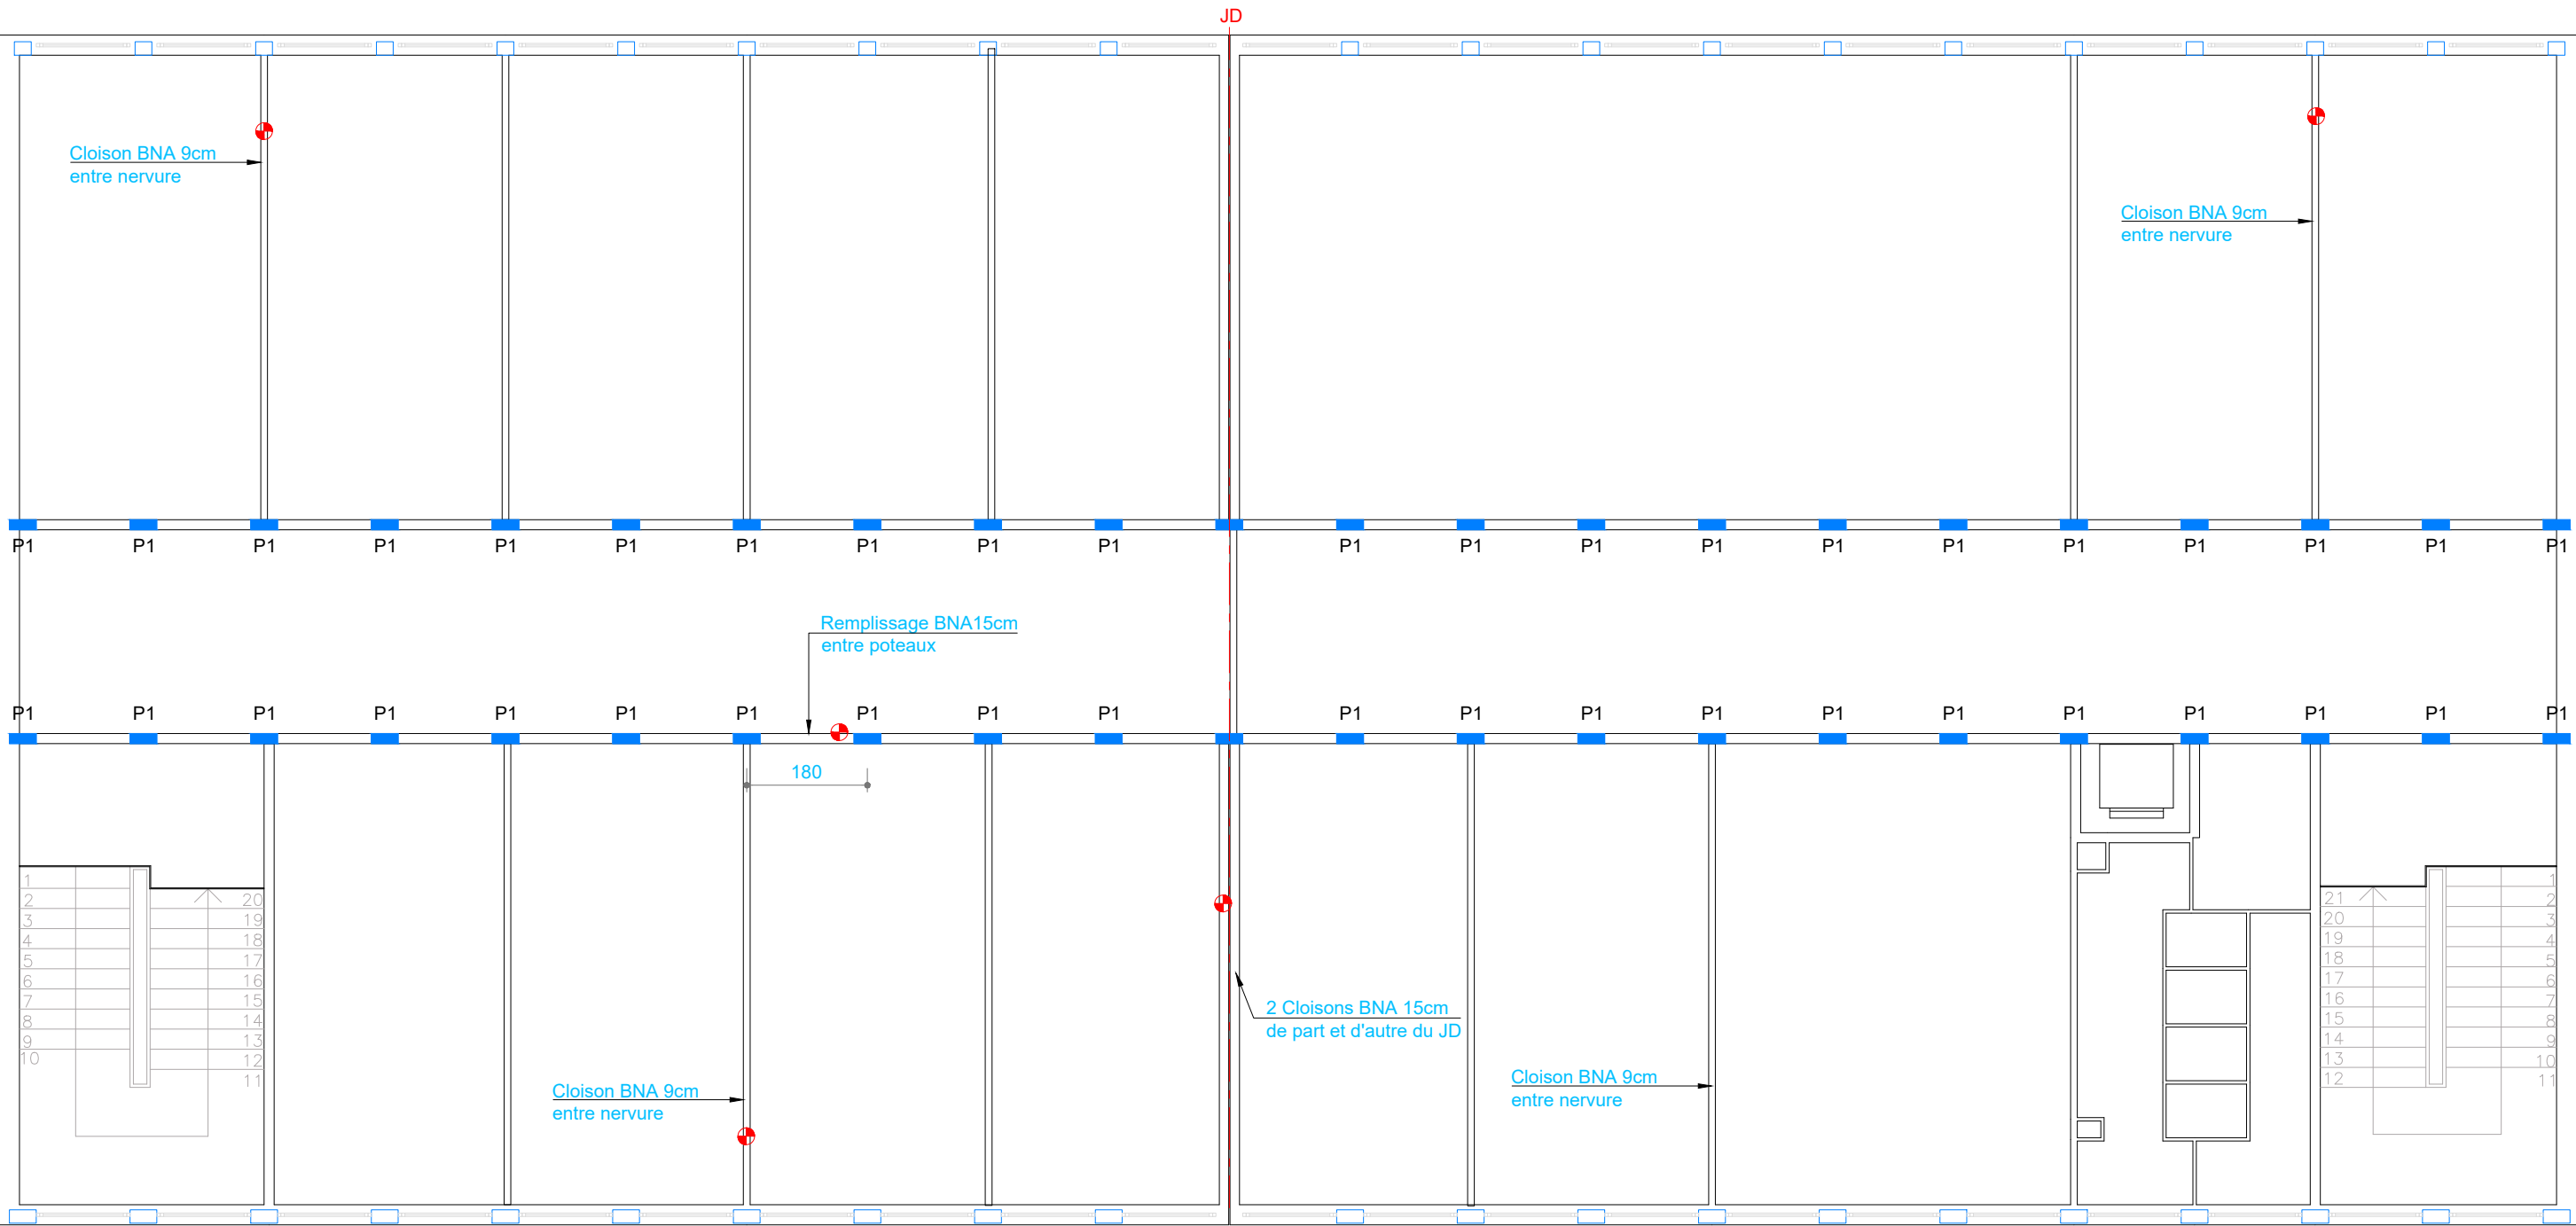 JD
Cloison BNA 9cm
entre nervure
Cloison BNA 9cm
entre nervure
P1 P1 P1 P1 P1 P1 P1 P1 P1 P1 P1 P1 P1 P1 P1 P1 P1 P1 P1 P1 P1
Remplissage BNA15cm
entre poteaux
P1 P1 P1 P1 P1 P1 P1 P1 P1 P1 P1 P1 P1 P1 P1 P1 P1 P1 P1 P1 P1
180
1
2
3
4
5
6
7
8
9
10
20
19
18
17
16
15
14
13
12
11
2 Cloisons BNA 15cm
de part et d'autre du JD
Cloison BNA 9cm
entre nervure
Cloison BNA 9cm
entre nervure
21
20
19
18
17
16
15
14
13
12
1
2
3
4
5
6
7
8
9
10
11